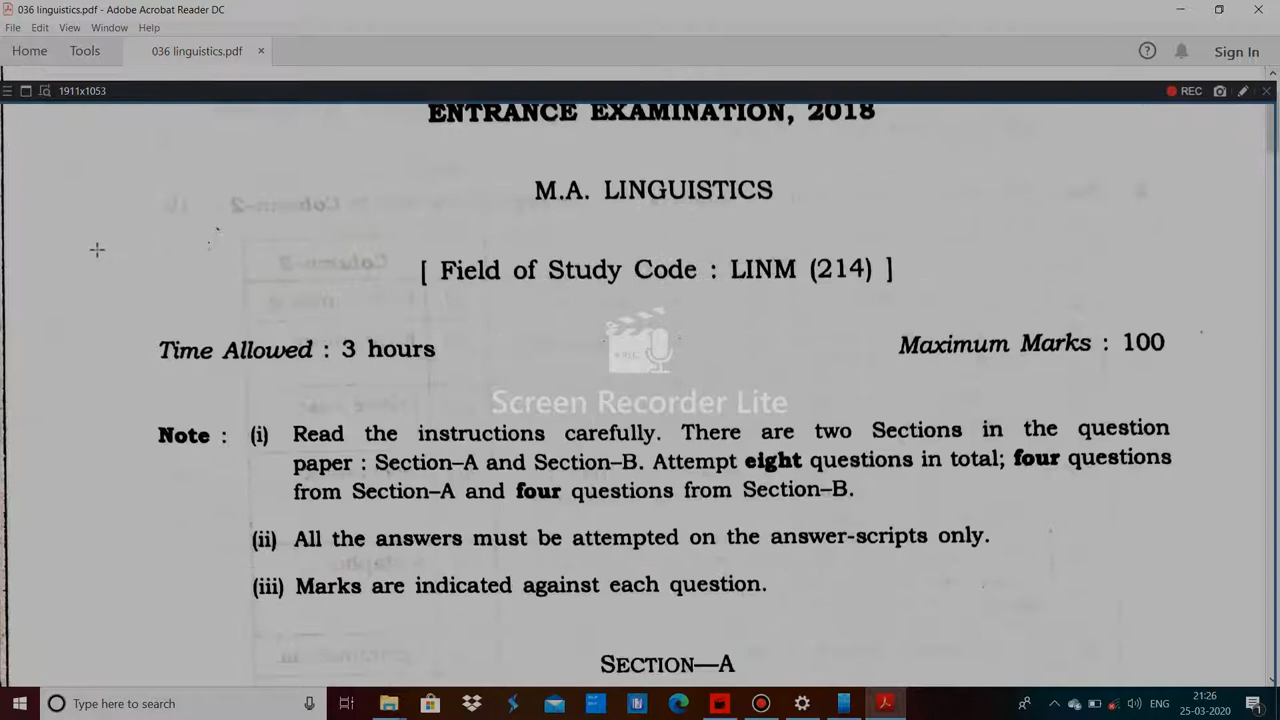 036 linguistics.pdf - Adobe Acrobat Reader DC
File Edit View Window Help
Home Tools 036 linguistics.pdf × Sign In
1911x1053 REC
ENTRANCE EXAMINATION, 2018
M.A. LINGUISTICS
[ Field of Study Code : LINM (214) ]
Time Allowed : 3 hours Maximum Marks : 100
Screen Recorder Lite
Note : (i) Read the instructions carefully. There are two Sections in the question
paper : Section–A and Section–B. Attempt eight questions in total; four questions
from Section–A and four questions from Section–B.
(ii) All the answers must be attempted on the answer-scripts only.
(iii) Marks are indicated against each question.
SECTION—A
Type here to search ENG 21:26
25-03-2020